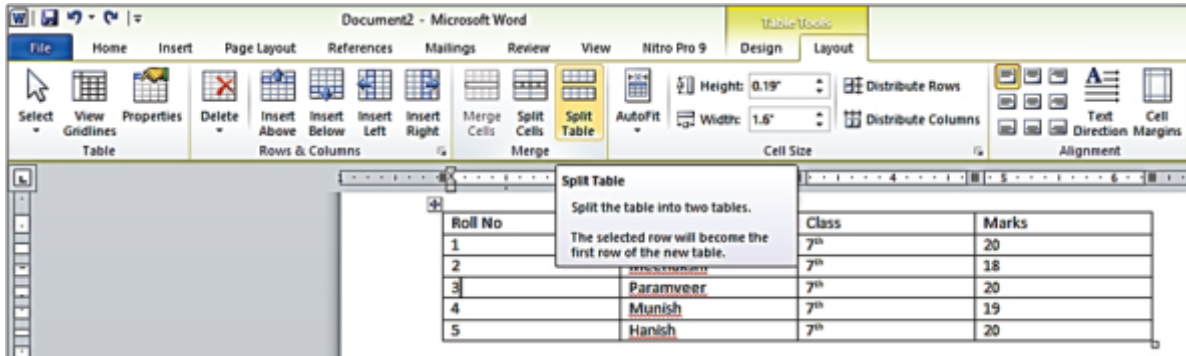 Document2 - Microsoft Word
Table Tools
File Home Insert Page Layout References Mailings Review View Nitro Pro 9 Design Layout
Select
View Gridlines
Properties
Table
Delete
Insert Above
Insert Below
Insert Left
Insert Right
Rows & Columns
Merge Cells
Split Cells
Split Table
Merge
AutoFit
Height: 0.19"
Width: 1.6"
Distribute Rows
Distribute Columns
Cell Size
Text Direction
Cell Margins
Alignment
4 5 6
Split Table
Split the table into two tables.
The selected row will become the
first row of the new table.
Roll No Class Marks
1 7th 20
2 7th 18
3 Paramveer 7th 20
4 Munish 7th 19
5 Hanish 7th 20